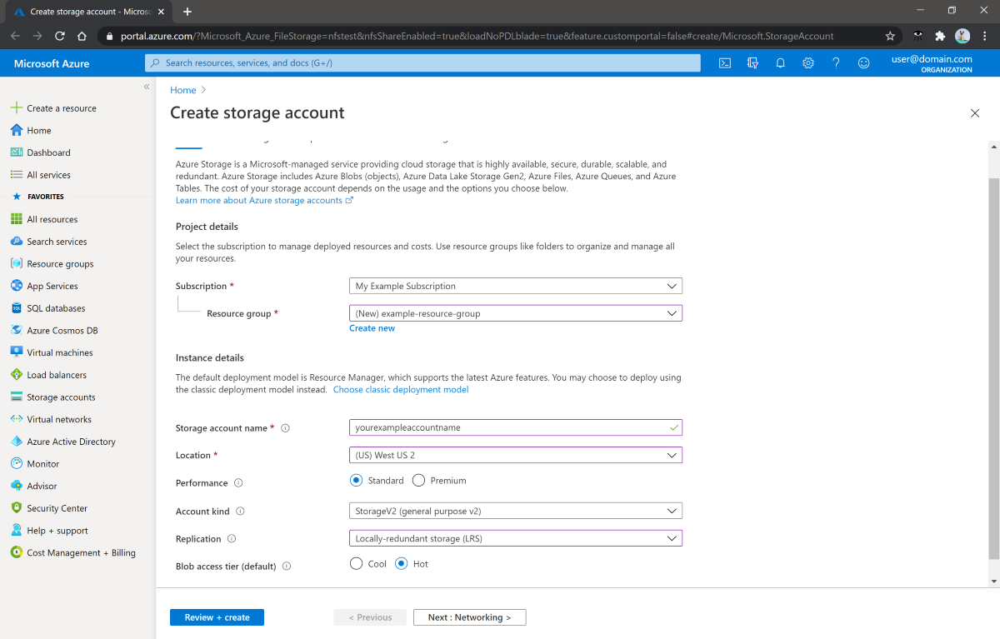 Create storage account - Microso
portal.azure.com/?Microsoft_Azure_FileStorage=nfstest&nfsShareEnabled=true&loadNoPDLblade=true&feature.customportal=false#create/Microsoft.StorageAccount
Microsoft Azure
Search resources, services, and docs (G+/)
user@domain.com
ORGANIZATION
Create a resource
Home
Dashboard
All services
FAVORITES
All resources
Search services
Resource groups
App Services
SQL databases
Azure Cosmos DB
Virtual machines
Load balancers
Storage accounts
Virtual networks
Azure Active Directory
Monitor
Advisor
Security Center
Help + support
Cost Management + Billing
Home >
Create storage account
Azure Storage is a Microsoft-managed service providing cloud storage that is highly available, secure, durable, scalable, and
redundant. Azure Storage includes Azure Blobs (objects), Azure Data Lake Storage Gen2, Azure Files, Azure Queues, and Azure
Tables. The cost of your storage account depends on the usage and the options you choose below.
Learn more about Azure storage accounts
Project details
Select the subscription to manage deployed resources and costs. Use resource groups like folders to organize and manage all
your resources.
Subscription *
My Example Subscription
Resource group *
(New) example-resource-group
Create new
Instance details
The default deployment model is Resource Manager, which supports the latest Azure features. You may choose to deploy using
the classic deployment model instead. Choose classic deployment model
Storage account name *
yourexampleaccountname
Location *
(US) West US 2
Performance
Standard Premium
Account kind
StorageV2 (general purpose v2)
Replication
Locally-redundant storage (LRS)
Blob access tier (default)
Cool Hot
Review + create
< Previous
Next : Networking >